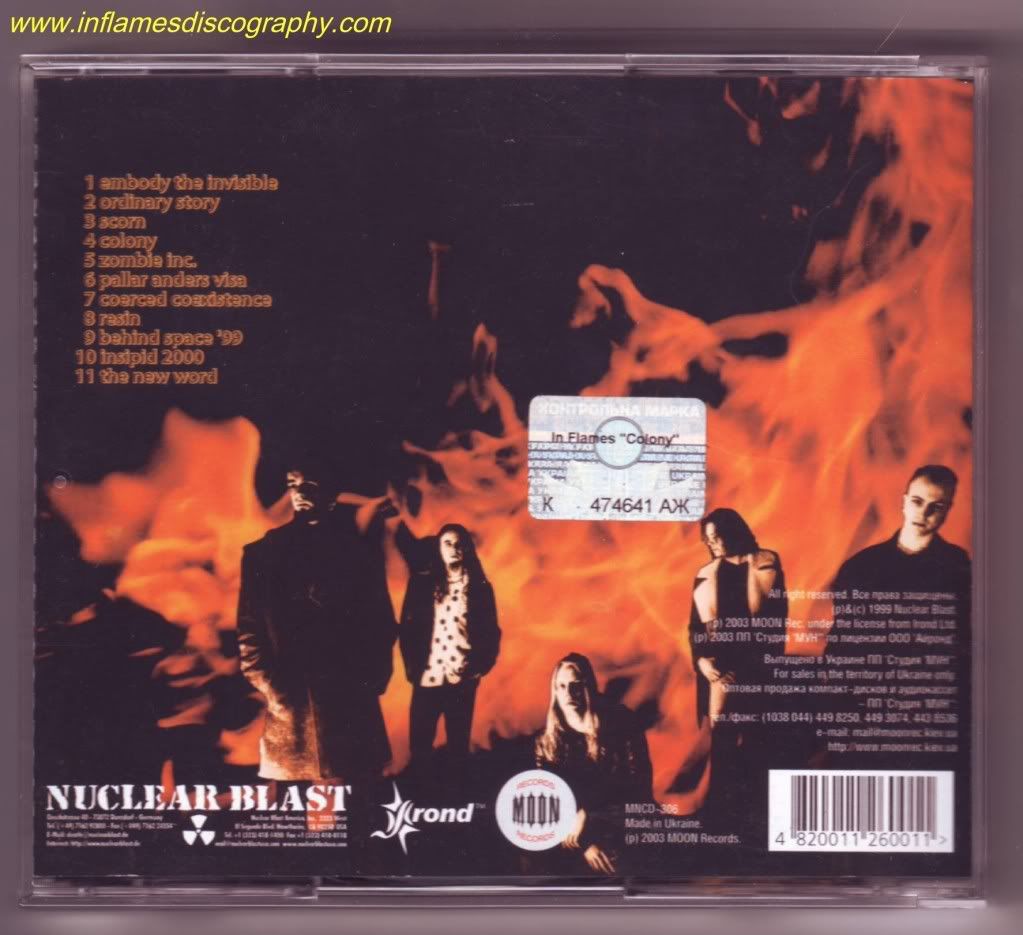 www.inflamesdiscography.com
1 embody the invisible
2 ordinary story
3 scorn
4 colony
5 zombie inc.
6 pallar anders visa
7 coerced coexistence
8 resin
9 behind space '99
10 insipid 2000
11 the new word
КОНТРОЛЬНА МАРКА
In Flames "Colony"
К 474641 АЖ
All right reserved. Все права защищены.
(p)&(c) 1999 Nuclear Blast.
(p) 2003 MOON Rec. under the license from Irond Ltd.
(p) 2003 ПП "Студия "МУН" по лицензии ООО "Айронд".
Выпущено в Украине ПП "Студия "МУН".
For sales in the territory of Ukraine only.
Оптовая продажа компакт-дисков и аудиокассет
– ПП "Студия "МУН":
тел./факс: (1038 044) 449 8250, 449 3074, 443 8536
e-mail: mail@moonrec.kiev.ua
http://www.moonrec.kiev.ua
NUCLEAR BLAST
Irond™
RECORDS
MOON
RECORDS
MNCD-306
Made in Ukraine.
(p) 2003 MOON Records.
4 820011 260011 >